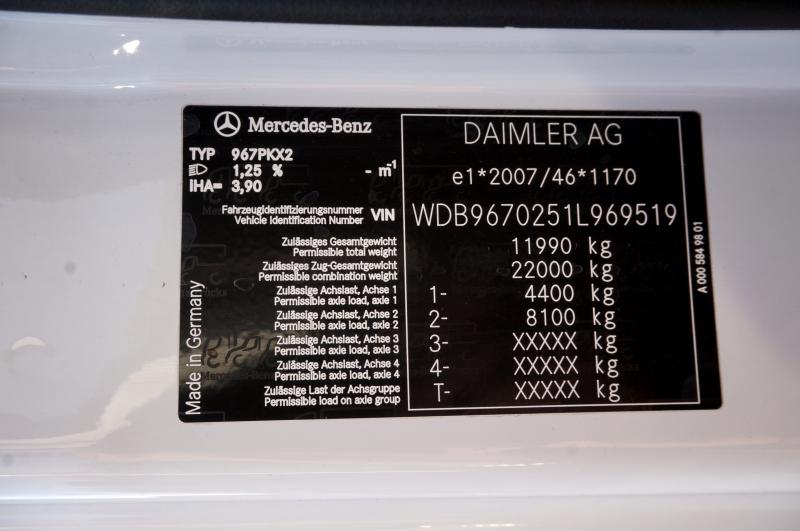 Mercedes-Benz
DAIMLER AG
TYP 967PKX2
1,25 % - m-1
e1*2007/46*1170
iHA= 3,90
Fahrzeugidentifizierungsnummer
Vehicle Identification Number VIN WDB9670251L969519
Zulässiges Gesamtgewicht
Permissible total weight 11990 kg
Zulässiges Zug-Gesamtgewicht
Permissible combination weight 22000 kg
Zulässige Achslast, Achse 1
Permissible axle load, axle 1 1- 4400 kg
Zulässige Achslast, Achse 2
Permissible axle load, axle 2 2- 8100 kg
Zulässige Achslast, Achse 3
Permissible axle load, axle 3 3- XXXXX kg
Zulässige Achslast, Achse 4
Permissible axle load, axle 4 4- XXXXX kg
Zulässige Last der Achsgruppe
Permissible load on axle group T- XXXXX kg
Made in Germany
A 000 584 98 01